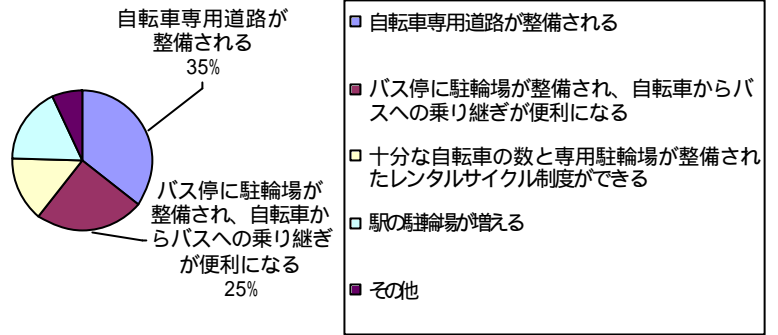 自転車専用道路が
整備される
35%
バス停に駐輪場が
整備され、自転車か
らバスへの乗り継ぎ
が便利になる
25%
自転車専用道路が整備される
バス停に駐輪場が整備され、自転車からバ
スへの乗り継ぎが便利になる
十分な自転車の数と専用駐輪場が整備され
たレンタルサイクル制度ができる
駅の駐輪場が増える
その他